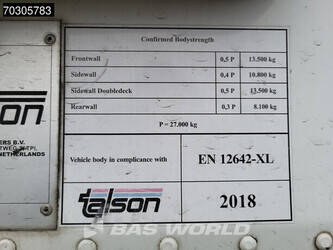 70305783
Confirmed Bodystrength
Frontwall 0,5 P 13.500 kg
Sidewall 0,4 P 10.800 kg
Sidewall Doubledeck 0,5 P 13.500 kg
Rearwall 0,3 P 8.100 kg
P = 27.000 kg
Vehicle body in complicance with EN 12642-XL
talson 2018
son
ERS B.V.
NETHERLANDS
BAS WORLD